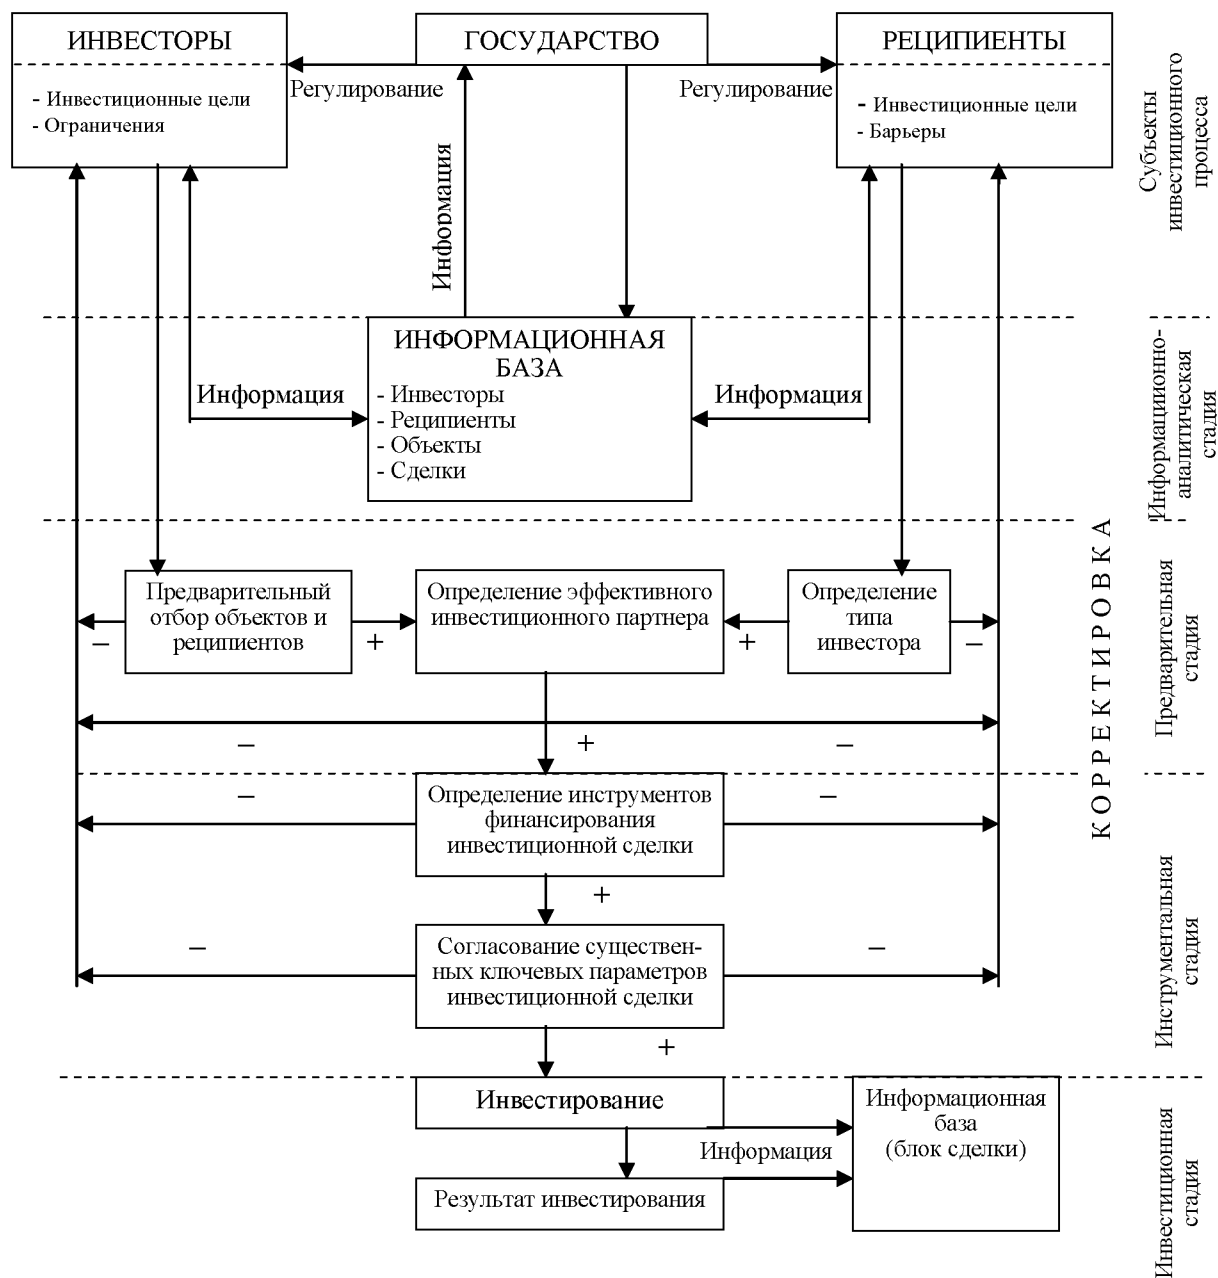 ИНВЕСТОРЫ
- Инвестиционные цели
- Ограничения
ГОСУДАРСТВО
РЕЦИПИЕНТЫ
- Инвестиционные цели
- Барьеры
Регулирование
Регулирование
Информация
Субъекты
инвестиционного
процесса
ИНФОРМАЦИОННАЯ
БАЗА
- Инвесторы
- Реципиенты
- Объекты
- Сделки
Информация
Информация
Информациионно-
аналитическая
стадия
КОРРЕКТИРОВКА
Предварительный
отбор объектов и
реципиентов
Определение эффективного
инвестиционного партнера
Определение
типа
инвестора
–
+
+
–
–
+
–
Предварительная
стадия
–
–
Определение инструментов
финансирования
инвестиционной сделки
+
–
–
Согласование существен-
ных ключевых параметров
инвестиционной сделки
+
Инструментальная
стадия
Инвестирование
Информация
Результат инвестирования
Информационная
база
(блок сделки)
Инвестиционная
стадия